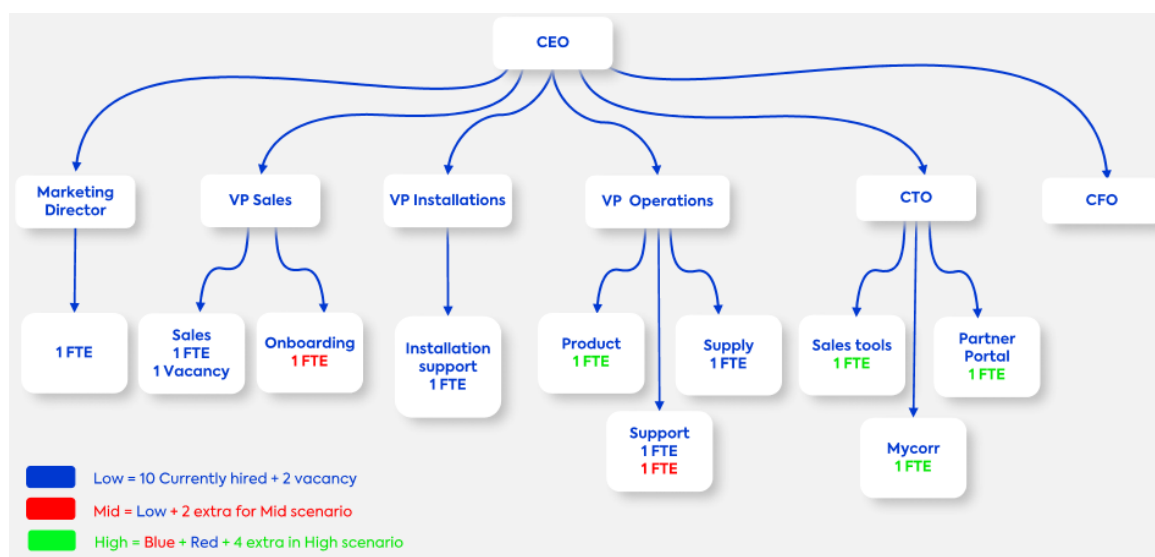 CEO
Marketing
Director
VP Sales
VP Installations
VP Operations
CTO
CFO
1 FTE
Sales
1 FTE
1 Vacancy
Onboarding
1 FTE
Installation
support
1 FTE
Product
1 FTE
Supply
1 FTE
Sales tools
1 FTE
Partner
Portal
1 FTE
Support
1 FTE
1 FTE
Mycorr
1 FTE
Low = 10 Currently hired + 2 vacancy
Mid = Low + 2 extra for Mid scenario
High = Blue + Red + 4 extra in High scenario